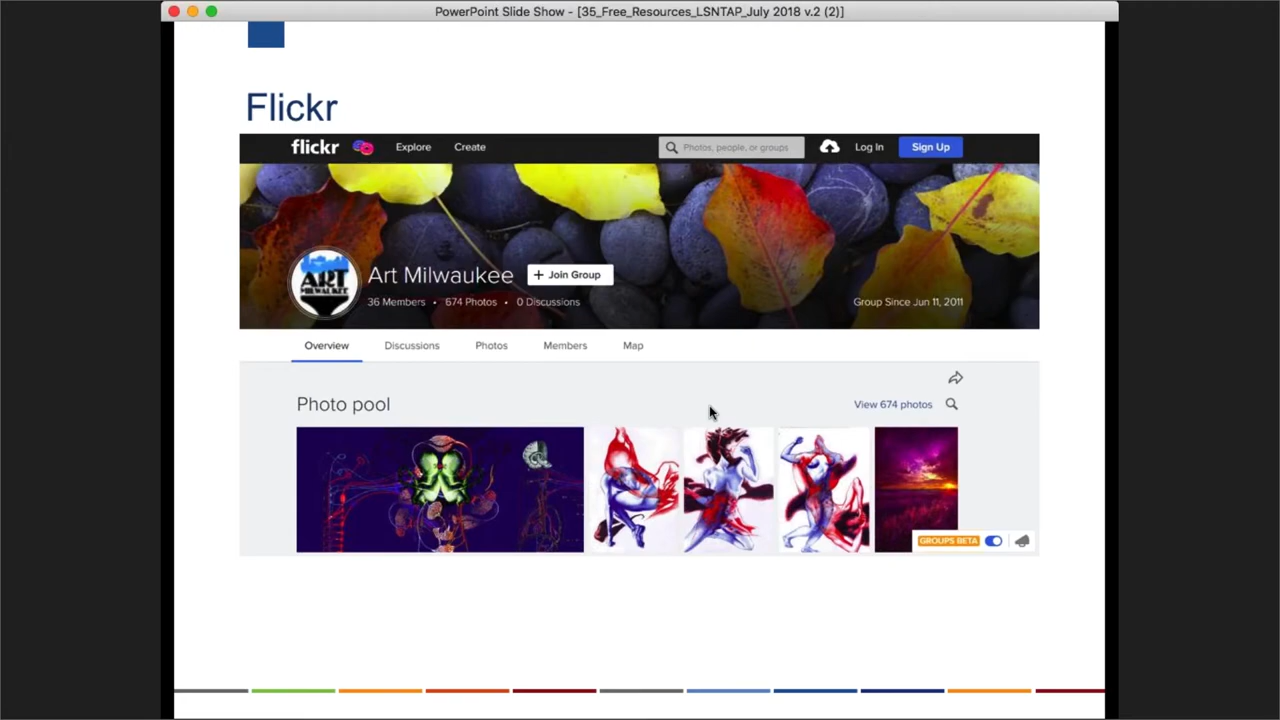 PowerPoint Slide Show - [35_Free_Resources_LSNTAP_July 2018 v.2 (2)]
Flickr
flickr Explore Create Photos, people, or groups Log In Sign Up
ART
MILWAUKEE
Art Milwaukee + Join Group
36 Members • 674 Photos • 0 Discussions Group Since Jun 11, 2011
Overview Discussions Photos Members Map
Photo pool View 674 photos
GROUPS BETA